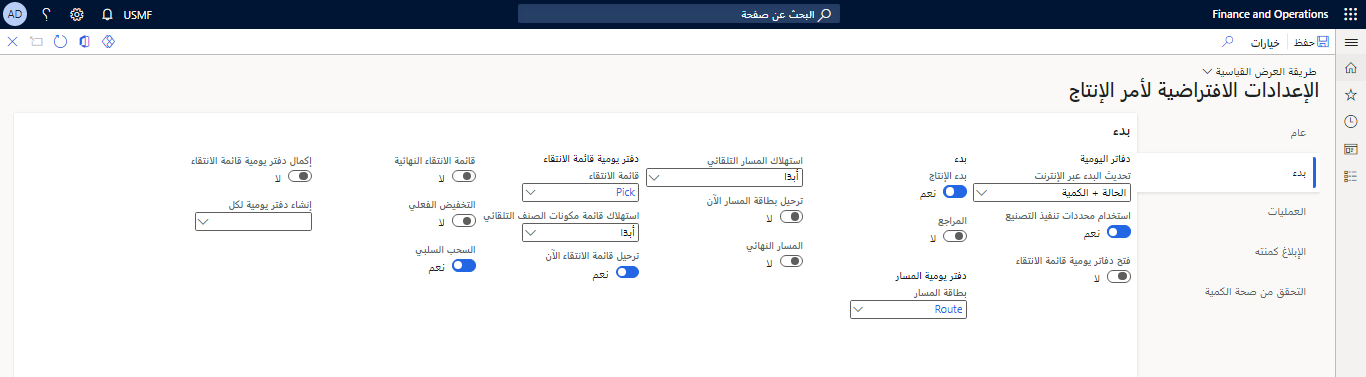 Finance and Operations
البحث عن صفحة
USMF
AD
حفظ
خيارات
طريقة العرض القياسية
الإعدادات الافتراضية لأمر الإنتاج
عام
بدء
العمليات
الإبلاغ كمنته
التحقق من صحة الكمية
بدء
دفاتر اليومية
تحديث البدء عبر الإنترنت
الحالة + الكمية
استخدام محددات تنفيذ التصنيع
نعم
فتح دفاتر يومية قائمة الانتقاء
لا
بدء
بدء الإنتاج
نعم
المراجع
لا
دفتر يومية المسار
بطاقة المسار
Route
استهلاك المسار التلقائي
أبدًا
ترحيل بطاقة المسار الآن
لا
المسار النهائي
لا
دفتر يومية قائمة الانتقاء
قائمة الانتقاء
Pick
استهلاك قائمة مكونات الصنف التلقائي
أبدًا
ترحيل قائمة الانتقاء الآن
نعم
قائمة الانتقاء النهائية
لا
التخفيض الفعلي
لا
السحب السلبي
نعم
إكمال دفتر يومية قائمة الانتقاء
لا
إنشاء دفتر يومية لكل